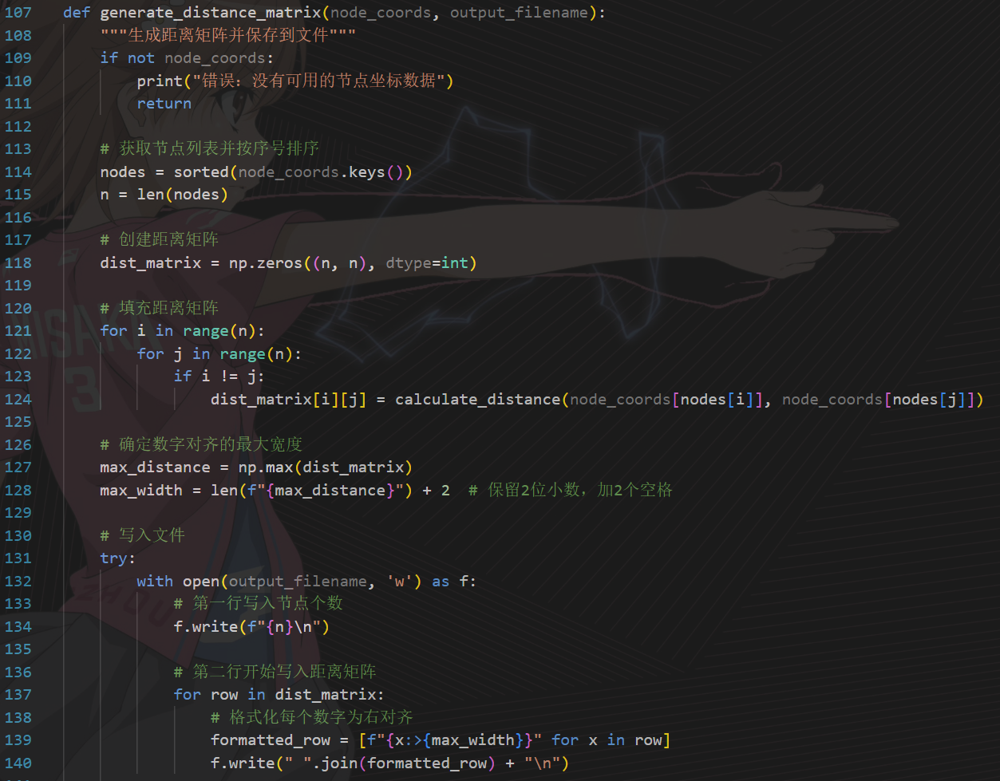 107 def generate_distance_matrix(node_coords, output_filename):
108 """生成距离矩阵并保存到文件"""
109 if not node_coords:
110 print("错误：没有可用的节点坐标数据")
111 return
112
113 # 获取节点列表并按序号排序
114 nodes = sorted(node_coords.keys())
115 n = len(nodes)
116
117 # 创建距离矩阵
118 dist_matrix = np.zeros((n, n), dtype=int)
119
120 # 填充距离矩阵
121 for i in range(n):
122 for j in range(n):
123 if i != j:
124 dist_matrix[i][j] = calculate_distance(node_coords[nodes[i]], node_coords[nodes[j]])
125
126 # 确定数字对齐的最大宽度
127 max_distance = np.max(dist_matrix)
128 max_width = len(f"{max_distance}") + 2 # 保留2位小数，加2个空格
129
130 # 写入文件
131 try:
132 with open(output_filename, 'w') as f:
133 # 第一行写入节点个数
134 f.write(f"{n}\n")
135
136 # 第二行开始写入距离矩阵
137 for row in dist_matrix:
138 # 格式化每个数字为右对齐
139 formatted_row = [f"{x:>{max_width}}" for x in row]
140 f.write(" ".join(formatted_row) + "\n")
MISAKA
3